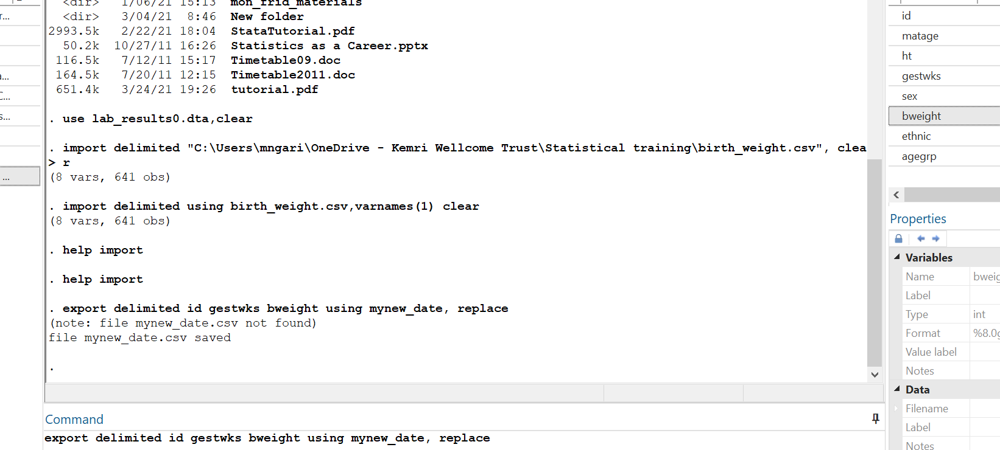 <dir>   1/06/21 15:13  mon_frid_materials
<dir>   3/04/21  8:46  New folder
2993.5k   2/22/21 18:04  StataTutorial.pdf
50.2k  10/27/11 16:26  Statistics as a Career.pptx
116.5k   7/12/11 15:17  Timetable09.doc
164.5k   7/20/11 12:15  Timetable2011.doc
651.4k   3/24/21 19:26  tutorial.pdf
. use lab_results0.dta,clear
. import delimited "C:\Users\mngari\OneDrive - Kemri Wellcome Trust\Statistical training\birth_weight.csv", clea
> r
(8 vars, 641 obs)
. import delimited using birth_weight.csv,varnames(1) clear
(8 vars, 641 obs)
. help import
. help import
. export delimited id gestwks bweight using mynew_date, replace
(note: file mynew_date.csv not found)
file mynew_date.csv saved
.
Command
export delimited id gestwks bweight using mynew_date, replace
r...
a...
C...
s...
...
id
matage
ht
gestwks
sex
bweight
ethnic
agegrp
Properties
Variables
Name bweig
Label
Type int
Format %8.0g
Value label
Notes
Data
Filename
Label
Notes